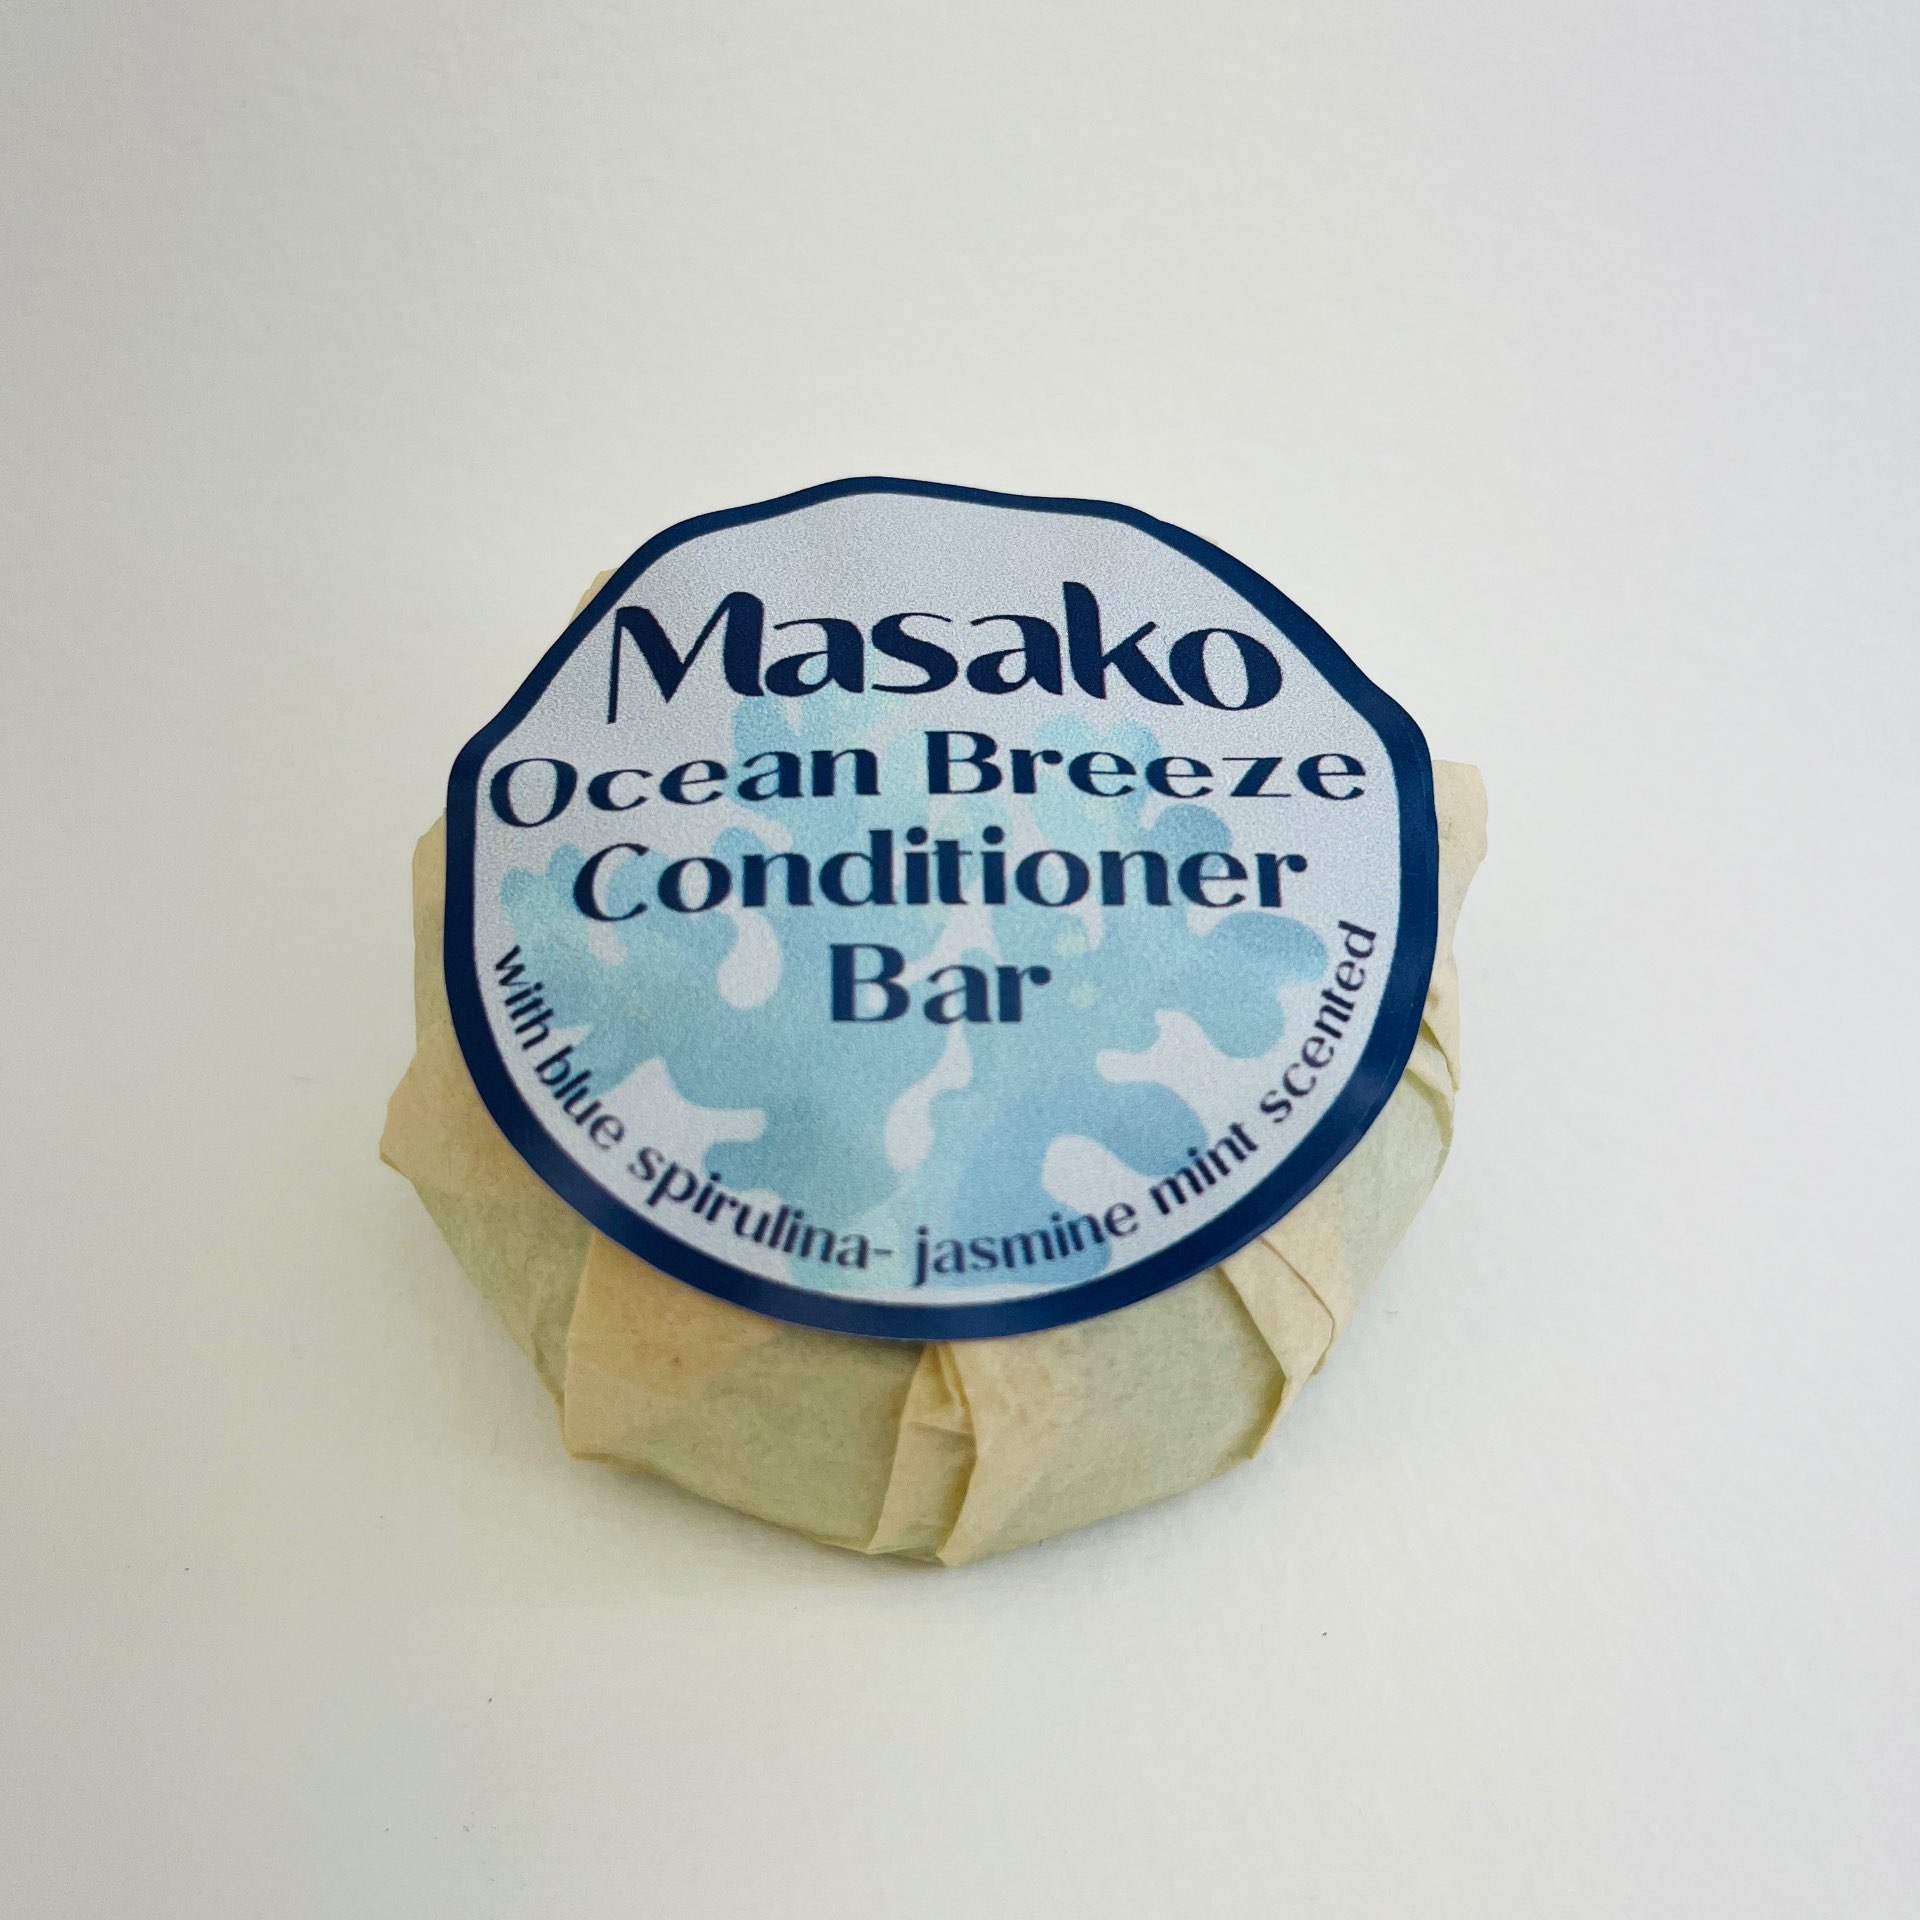 Masako
Ocean Breeze
Conditioner
Bar
with blue spirulina- jasmine mint scented